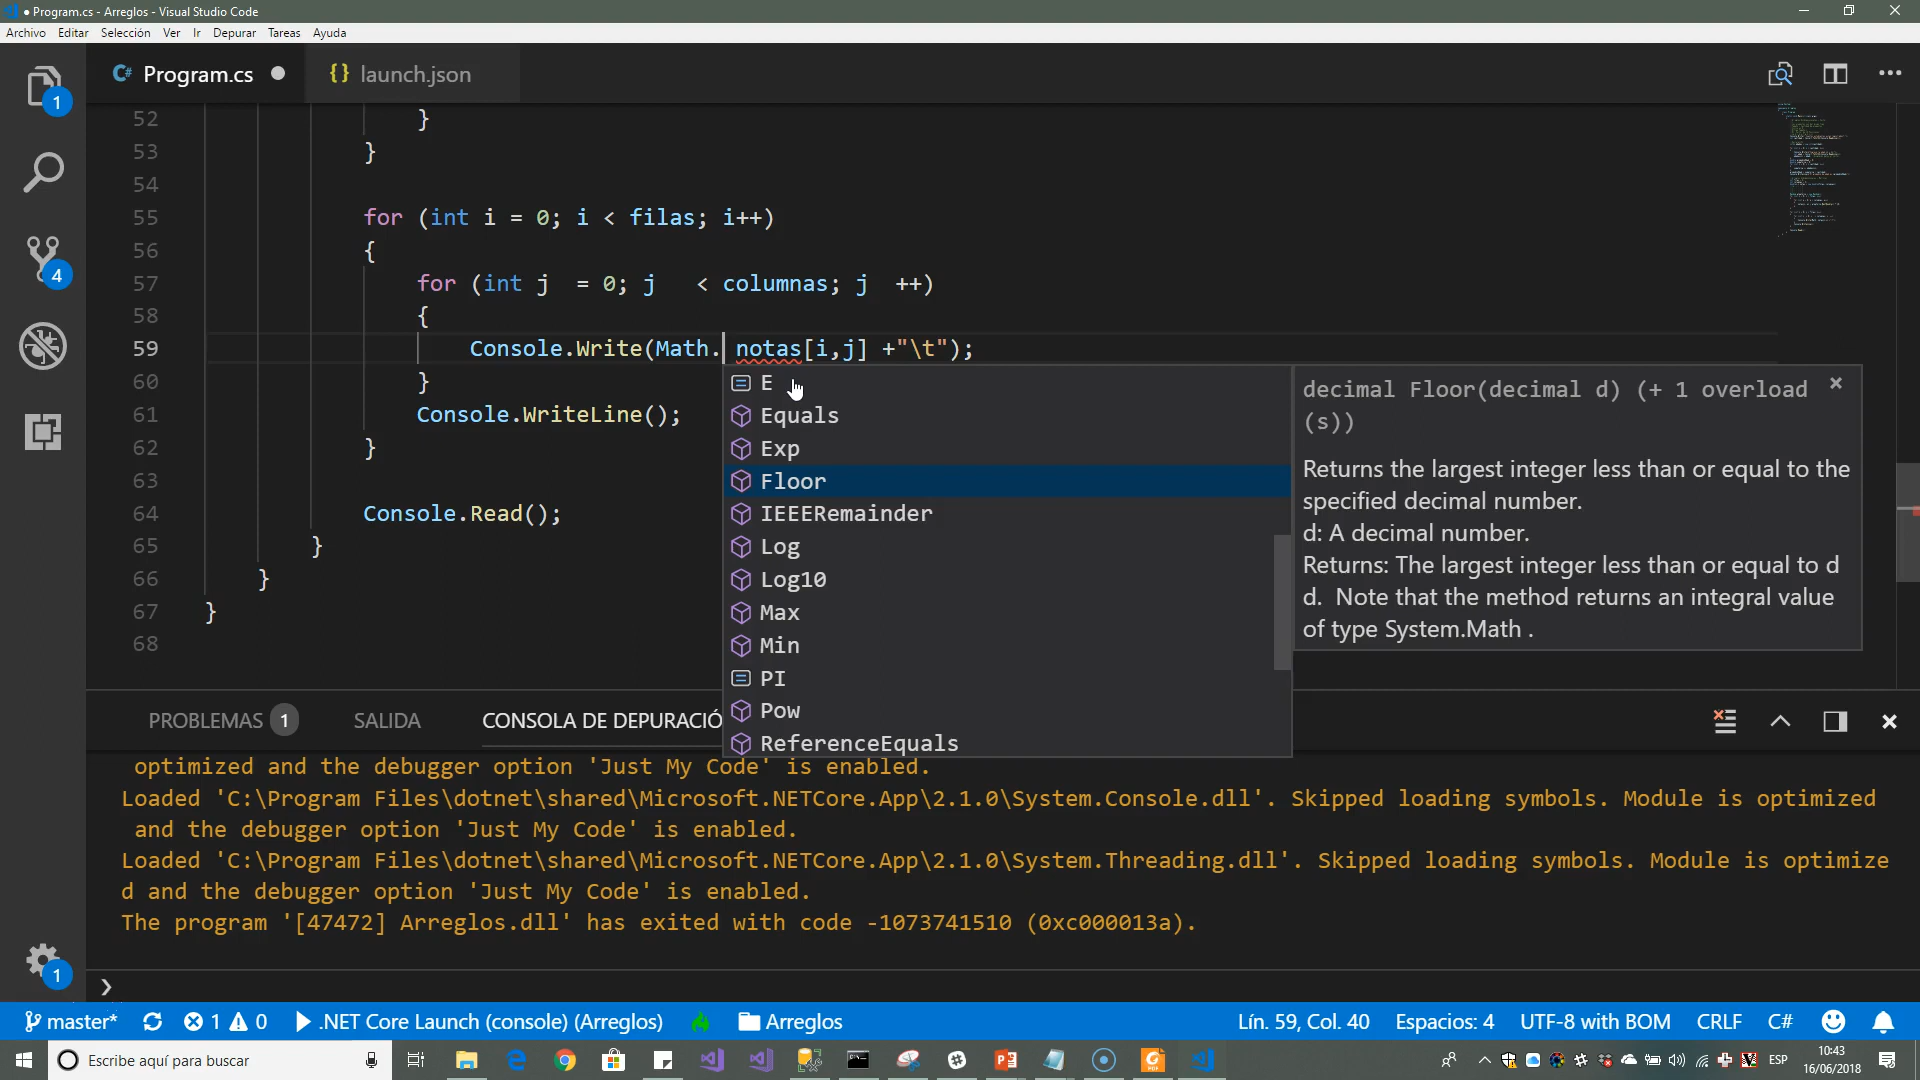 ● Program.cs - Arreglos - Visual Studio Code
Archivo Editar Selección Ver Ir Depurar Tareas Ayuda
1
C# Program.cs ●
{} launch.json
4
52 }
53 }
54
55 for (int i = 0; i < filas; i++)
56 {
57 for (int j = 0; j < columnas; j ++)
58 {
59 Console.Write(Math. notas[i,j] +"\t");
60 }
61 Console.WriteLine();
62 }
63
64 Console.Read();
65 }
66 }
67 }
68
E
Equals
Exp
Floor
IEEERemainder
Log
Log10
Max
Min
PI
Pow
ReferenceEquals
decimal Floor(decimal d) (+ 1 overload
(s))
Returns the largest integer less than or equal to the
specified decimal number.
d: A decimal number.
Returns: The largest integer less than or equal to d
d. Note that the method returns an integral value
of type System.Math .
PROBLEMAS 1 SALIDA CONSOLA DE DEPURACIÓ
optimized and the debugger option 'Just My Code' is enabled.
Loaded 'C:\Program Files\dotnet\shared\Microsoft.NETCore.App\2.1.0\System.Console.dll'. Skipped loading symbols. Module is optimized
and the debugger option 'Just My Code' is enabled.
Loaded 'C:\Program Files\dotnet\shared\Microsoft.NETCore.App\2.1.0\System.Threading.dll'. Skipped loading symbols. Module is optimize
d and the debugger option 'Just My Code' is enabled.
The program '[47472] Arreglos.dll' has exited with code -1073741510 (0xc000013a).
1
master* 1 0 .NET Core Launch (console) (Arreglos) Arreglos Lín. 59, Col. 40 Espacios: 4 UTF-8 with BOM CRLF C#
Escribe aquí para buscar
ESP
10:43
16/06/2018